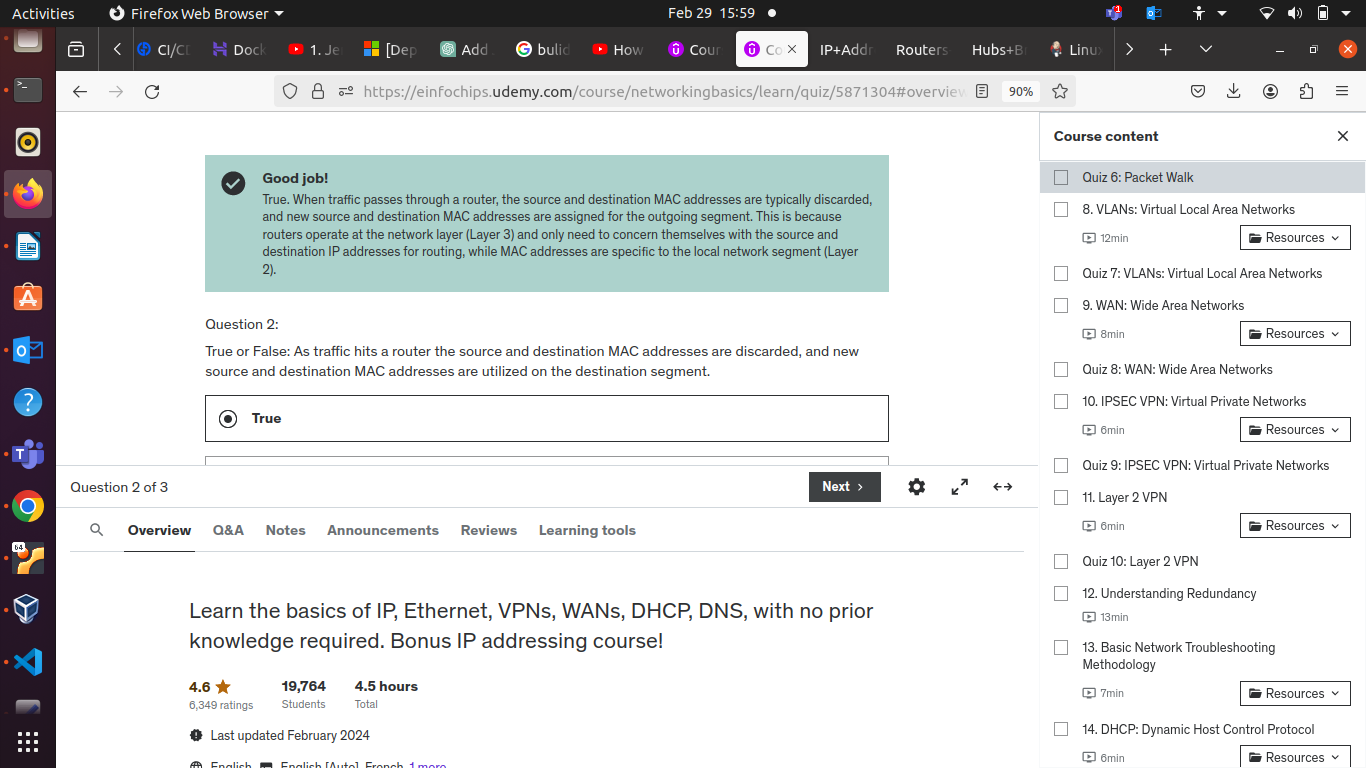 Activities
Firefox Web Browser
Feb 29 15:59
1
CI/CD
Dock
1. Je
[Dep
Add
bulid
How
Cour
Co
IP+Addr
Routers
Hubs+Br
Linux
https://einfochips.udemy.com/course/networkingbasics/learn/quiz/5871304#overview
90%
Good job!
True. When traffic passes through a router, the source and destination MAC addresses are typically discarded,
and new source and destination MAC addresses are assigned for the outgoing segment. This is because
routers operate at the network layer (Layer 3) and only need to concern themselves with the source and
destination IP addresses for routing, while MAC addresses are specific to the local network segment (Layer
2).
Question 2:
True or False: As traffic hits a router the source and destination MAC addresses are discarded, and new
source and destination MAC addresses are utilized on the destination segment.
True
Question 2 of 3
Next
Overview
Q&A
Notes
Announcements
Reviews
Learning tools
Learn the basics of IP, Ethernet, VPNs, WANs, DHCP, DNS, with no prior
knowledge required. Bonus IP addressing course!
4.6
6,349 ratings
19,764
Students
4.5 hours
Total
Last updated February 2024
English
English [Auto], French, 1 more
Course content
Quiz 6: Packet Walk
8. VLANs: Virtual Local Area Networks
12min
Resources
Quiz 7: VLANs: Virtual Local Area Networks
9. WAN: Wide Area Networks
8min
Resources
Quiz 8: WAN: Wide Area Networks
10. IPSEC VPN: Virtual Private Networks
6min
Resources
Quiz 9: IPSEC VPN: Virtual Private Networks
11. Layer 2 VPN
6min
Resources
Quiz 10: Layer 2 VPN
12. Understanding Redundancy
13min
13. Basic Network Troubleshooting
Methodology
7min
Resources
14. DHCP: Dynamic Host Control Protocol
6min
Resources